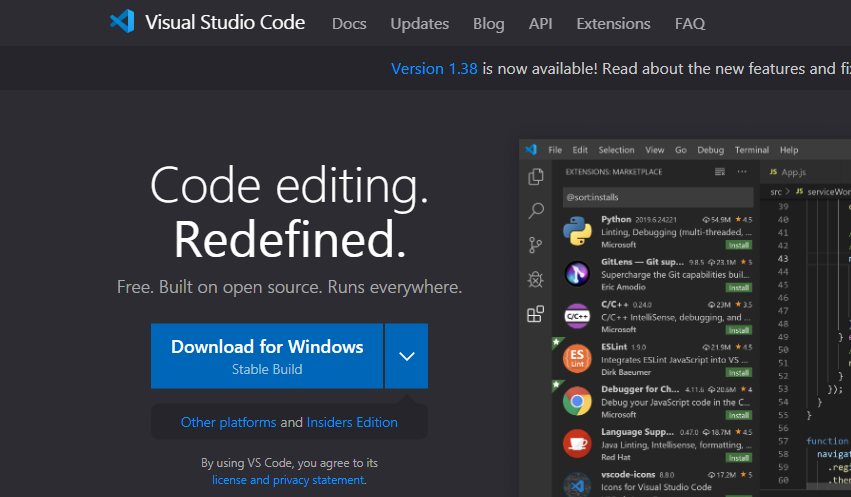 Visual Studio Code Docs Updates Blog API Extensions FAQ
Version 1.38 is now available! Read about the new features and fi
Code editing.
Redefined.
Free. Built on open source. Runs everywhere.
Download for Windows
Stable Build
Other platforms and Insiders Edition
By using VS Code, you agree to its
license and privacy statement.
File Edit Selection View Go Debug Terminal Help
EXTENSIONS: MARKETPLACE ...
@sort:installs
Python 2019.6.24221 54.9M 4.5
Linting, Debugging (multi-threaded, ...
Microsoft Install
GitLens — Git sup... 9.8.5 23.1M 5
Supercharge the Git capabilities buil...
Eric Amodio Install
C/C++
C/C++ 0.24.0 23M 3.5
C/C++ IntelliSense, debugging, and ...
Microsoft Install
ES
Lint
ESLint 1.9.0 21.9M 4.5
Integrates ESLint JavaScript into VS ...
Dirk Baeumer Install
Debugger for Ch... 4.11.6 20.6M 4
Debug your JavaScript code in the C...
Microsoft Install
Language Supp... 0.47.0 18.7M 4.5
Java Linting, Intellisense, formatting, ...
Red Hat Install
vscode-icons 8.8.0 17.2M 5
Icons for Visual Studio Code
JS App.js
src > JS serviceWor
39
40
41 /
42 /
43
44
45
46
47
48 /
49 } e
50 /
51
52 }
53 });
54 }
55 }
56
57 function
58 navigat
59 .reg
60 .the